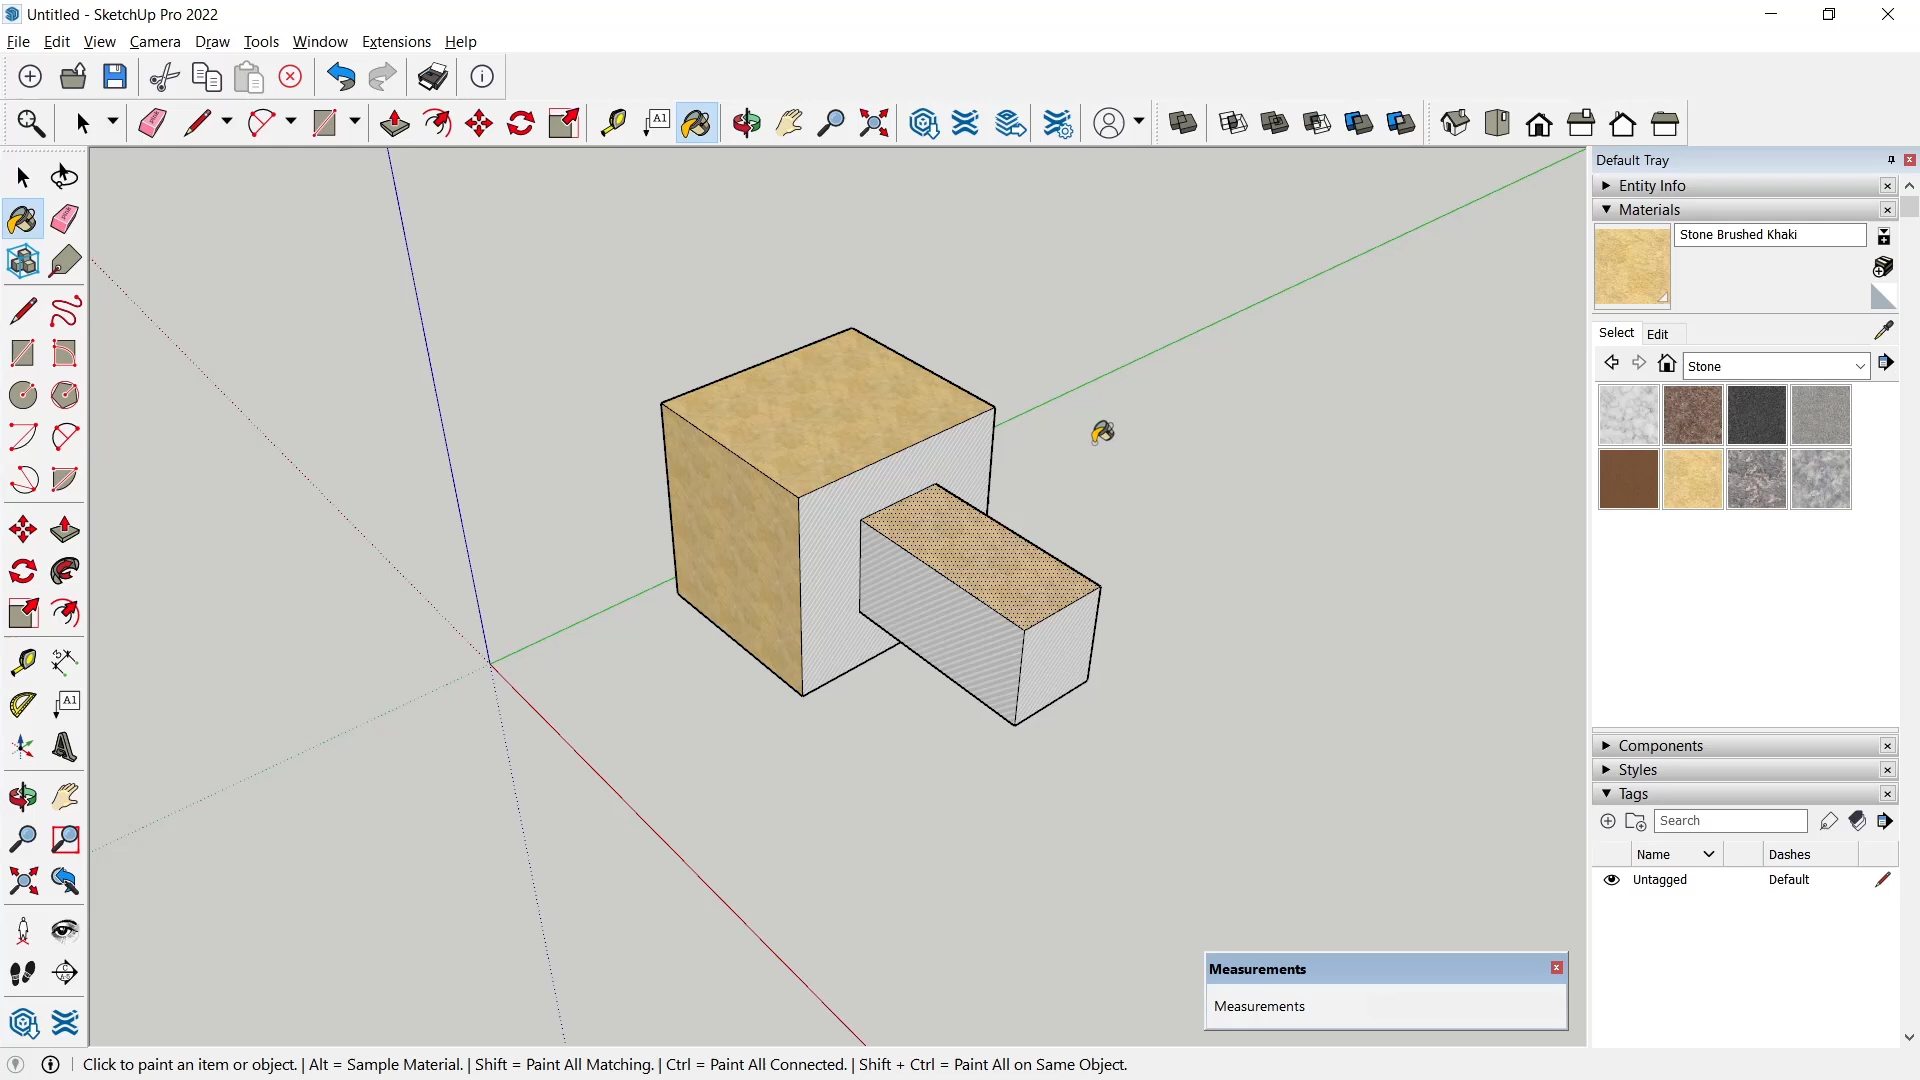 Untitled - SketchUp Pro 2022
File Edit View Camera Draw Tools Window Extensions Help
A1
Default Tray
Entity Info
Materials
Stone Brushed Khaki
Select Edit
Stone
A1
Components
Styles
Tags
Search
Name Dashes
Untagged Default
Measurements
Measurements
Click to paint an item or object. | Alt = Sample Material. | Shift = Paint All Matching. | Ctrl = Paint All Connected. | Shift + Ctrl = Paint All on Same Object.